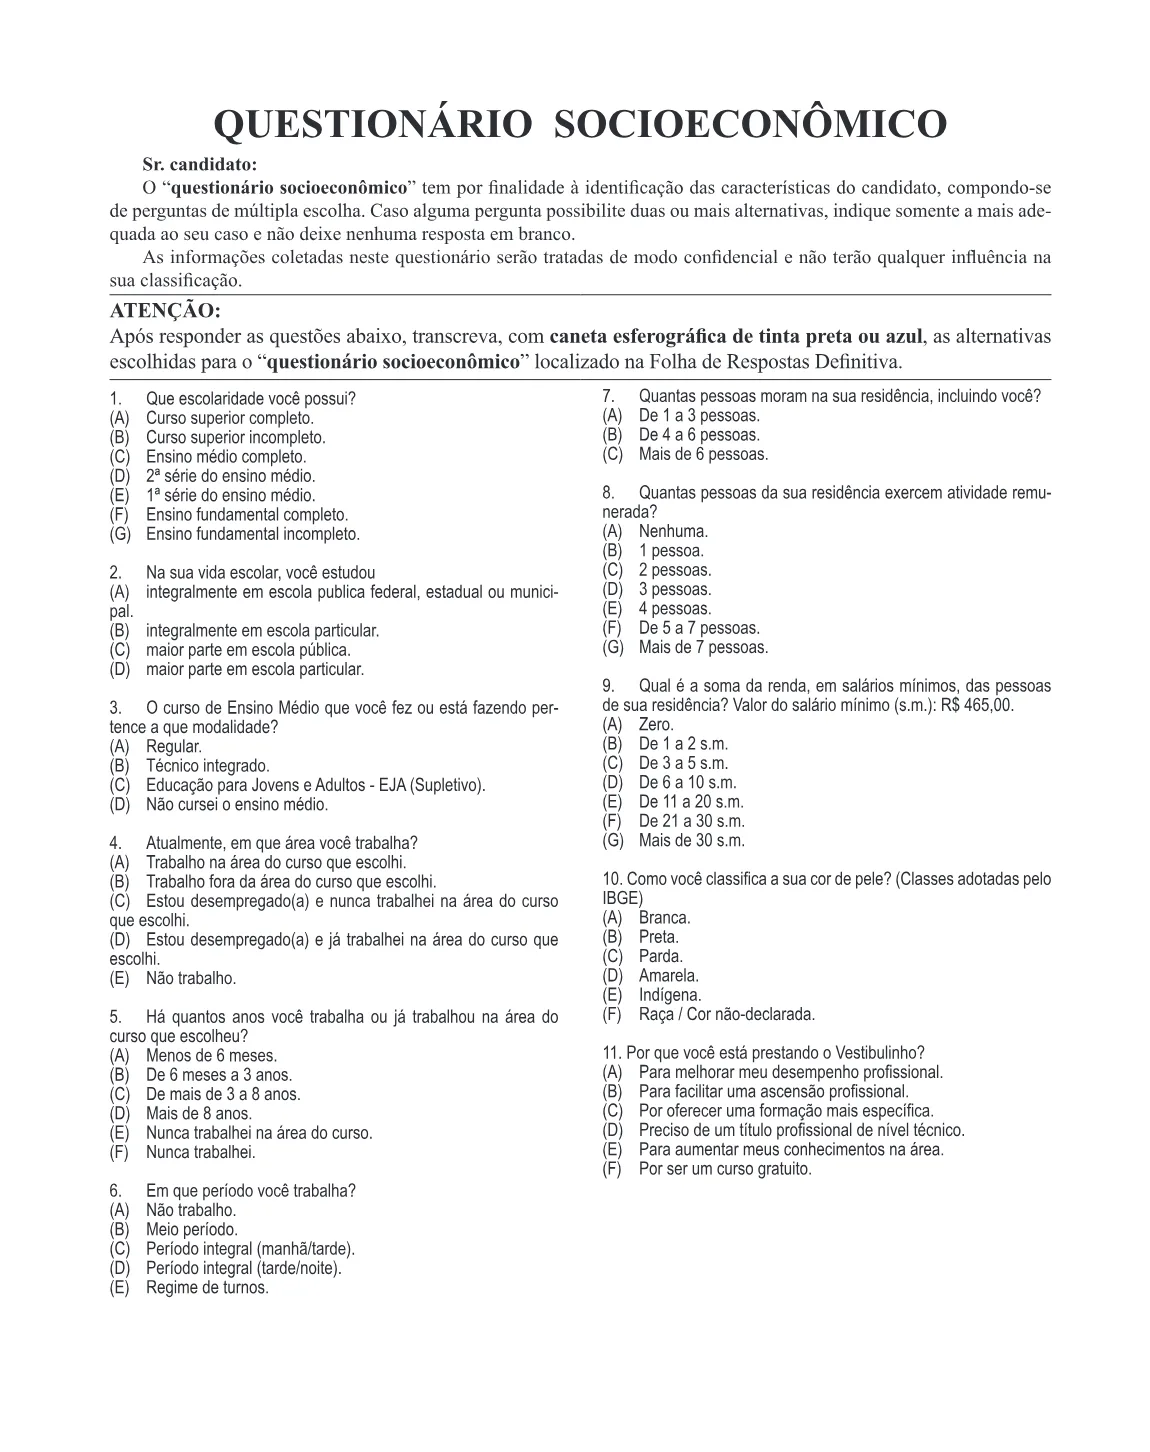 QUESTIONÁRIO SOCIOECONÔMICO
Sr. candidato:
O “questionário socioeconômico” tem por finalidade à identificação das características do candidato, compondo-se
de perguntas de múltipla escolha. Caso alguma pergunta possibilite duas ou mais alternativas, indique somente a mais ade-
quada ao seu caso e não deixe nenhuma resposta em branco.
As informações coletadas neste questionário serão tratadas de modo confidencial e não terão qualquer influência na
sua classificação.
ATENÇÃO:
Após responder as questões abaixo, transcreva, com caneta esferográfica de tinta preta ou azul, as alternativas
escolhidas para o “questionário socioeconômico” localizado na Folha de Respostas Definitiva.
1. Que escolaridade você possui?
(A) Curso superior completo.
(B) Curso superior incompleto.
(C) Ensino médio completo.
(D) 2ª série do ensino médio.
(E) 1ª série do ensino médio.
(F) Ensino fundamental completo.
(G) Ensino fundamental incompleto.
2. Na sua vida escolar, você estudou
(A) integralmente em escola publica federal, estadual ou munici-
pal.
(B) integralmente em escola particular.
(C) maior parte em escola pública.
(D) maior parte em escola particular.
3. O curso de Ensino Médio que você fez ou está fazendo per-
tence a que modalidade?
(A) Regular.
(B) Técnico integrado.
(C) Educação para Jovens e Adultos - EJA (Supletivo).
(D) Não cursei o ensino médio.
4. Atualmente, em que área você trabalha?
(A) Trabalho na área do curso que escolhi.
(B) Trabalho fora da área do curso que escolhi.
(C) Estou desempregado(a) e nunca trabalhei na área do curso
que escolhi.
(D) Estou desempregado(a) e já trabalhei na área do curso que
escolhi.
(E) Não trabalho.
5. Há quantos anos você trabalha ou já trabalhou na área do
curso que escolheu?
(A) Menos de 6 meses.
(B) De 6 meses a 3 anos.
(C) De mais de 3 a 8 anos.
(D) Mais de 8 anos.
(E) Nunca trabalhei na área do curso.
(F) Nunca trabalhei.
6. Em que período você trabalha?
(A) Não trabalho.
(B) Meio período.
(C) Período integral (manhã/tarde).
(D) Período integral (tarde/noite).
(E) Regime de turnos.
7. Quantas pessoas moram na sua residência, incluindo você?
(A) De 1 a 3 pessoas.
(B) De 4 a 6 pessoas.
(C) Mais de 6 pessoas.
8. Quantas pessoas da sua residência exercem atividade remu-
nerada?
(A) Nenhuma.
(B) 1 pessoa.
(C) 2 pessoas.
(D) 3 pessoas.
(E) 4 pessoas.
(F) De 5 a 7 pessoas.
(G) Mais de 7 pessoas.
9. Qual é a soma da renda, em salários mínimos, das pessoas
de sua residência? Valor do salário mínimo (s.m.): R$ 465,00.
(A) Zero.
(B) De 1 a 2 s.m.
(C) De 3 a 5 s.m.
(D) De 6 a 10 s.m.
(E) De 11 a 20 s.m.
(F) De 21 a 30 s.m.
(G) Mais de 30 s.m.
10. Como você classifica a sua cor de pele? (Classes adotadas pelo
IBGE)
(A) Branca.
(B) Preta.
(C) Parda.
(D) Amarela.
(E) Indígena.
(F) Raça / Cor não-declarada.
11. Por que você está prestando o Vestibulinho?
(A) Para melhorar meu desempenho profissional.
(B) Para facilitar uma ascensão profissional.
(C) Por oferecer uma formação mais específica.
(D) Preciso de um título profissional de nível técnico.
(E) Para aumentar meus conhecimentos na área.
(F) Por ser um curso gratuito.